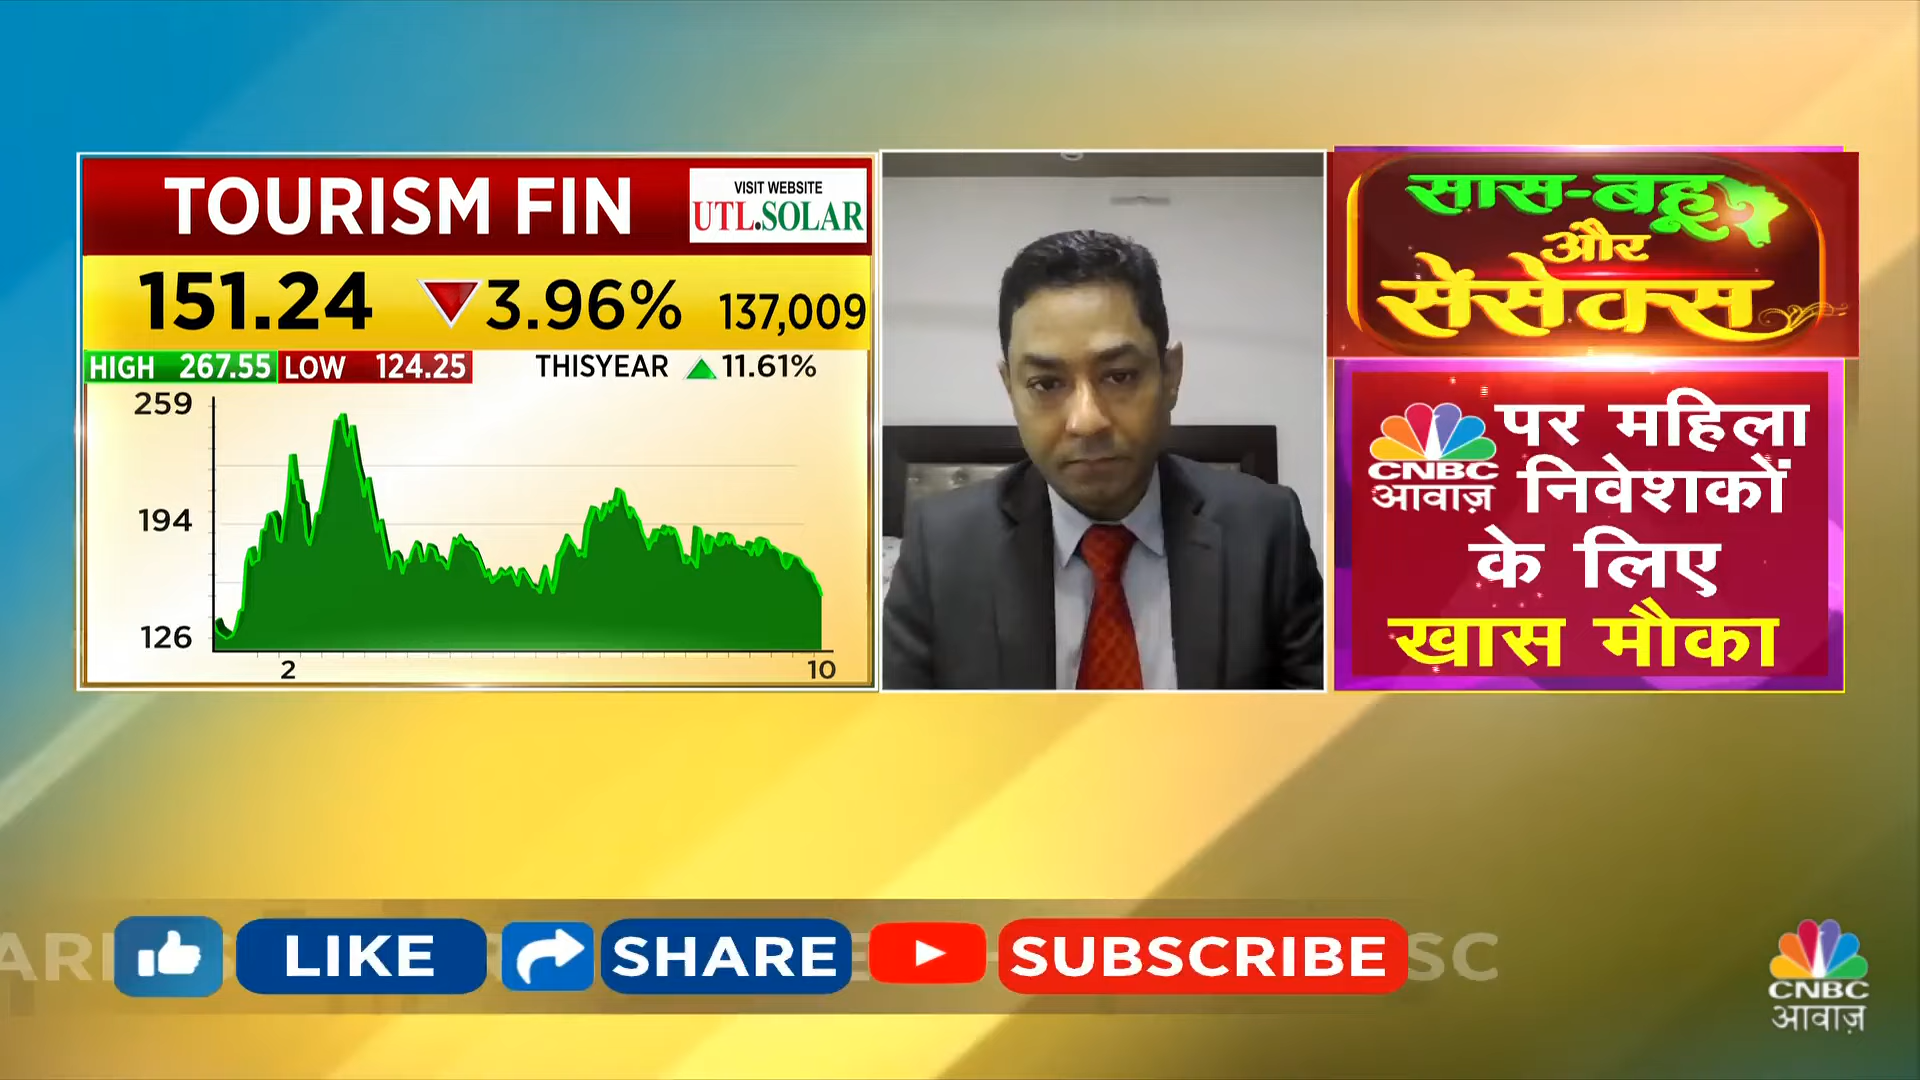 TOURISM FIN
VISIT WEBSITE
UTL.SOLAR
151.24 3.96% 137,009
HIGH 267.55 LOW 124.25 THISYEAR 11.61%
259
194
126
2 10
सास-बहू
और
सेंसेक्स
CNBC
आवाज़
पर महिला
निवेशकों
के लिए
खास मौका
LIKE SHARE SUBSCRIBE
SC
CNBC
आवाज़